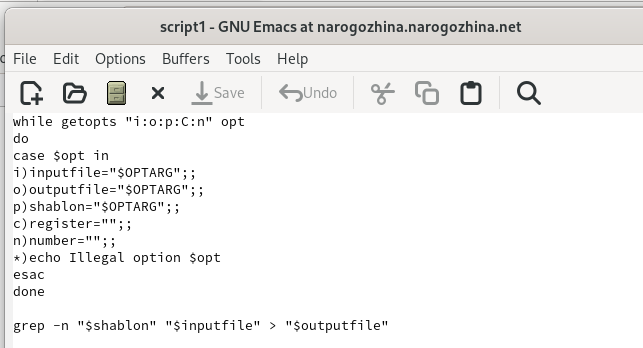 script1 - GNU Emacs at narogozhina.narogozhina.net
File Edit Options Buffers Tools Help
Save Undo
while getopts "i:o:p:C:n" opt
do
case $opt in
i)inputfile="$OPTARG";;
o)outputfile="$OPTARG";;
p)shablon="$OPTARG";;
c)register="";;
n)number="";;
*)echo Illegal option $opt
esac
done
grep -n "$shablon" "$inputfile" > "$outputfile"